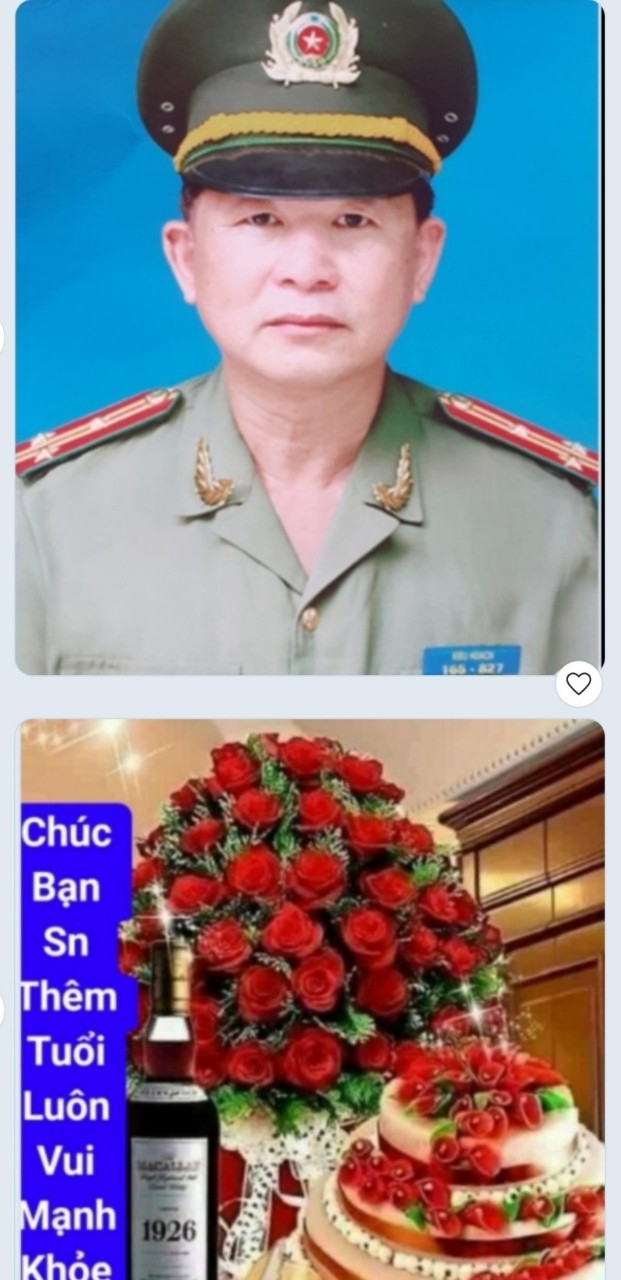 165 - 827
Chúc
Bạn
Sn
Thêm
Tuổi
Luôn
Vui
Mạnh
Khỏe
MACALLAN
1926